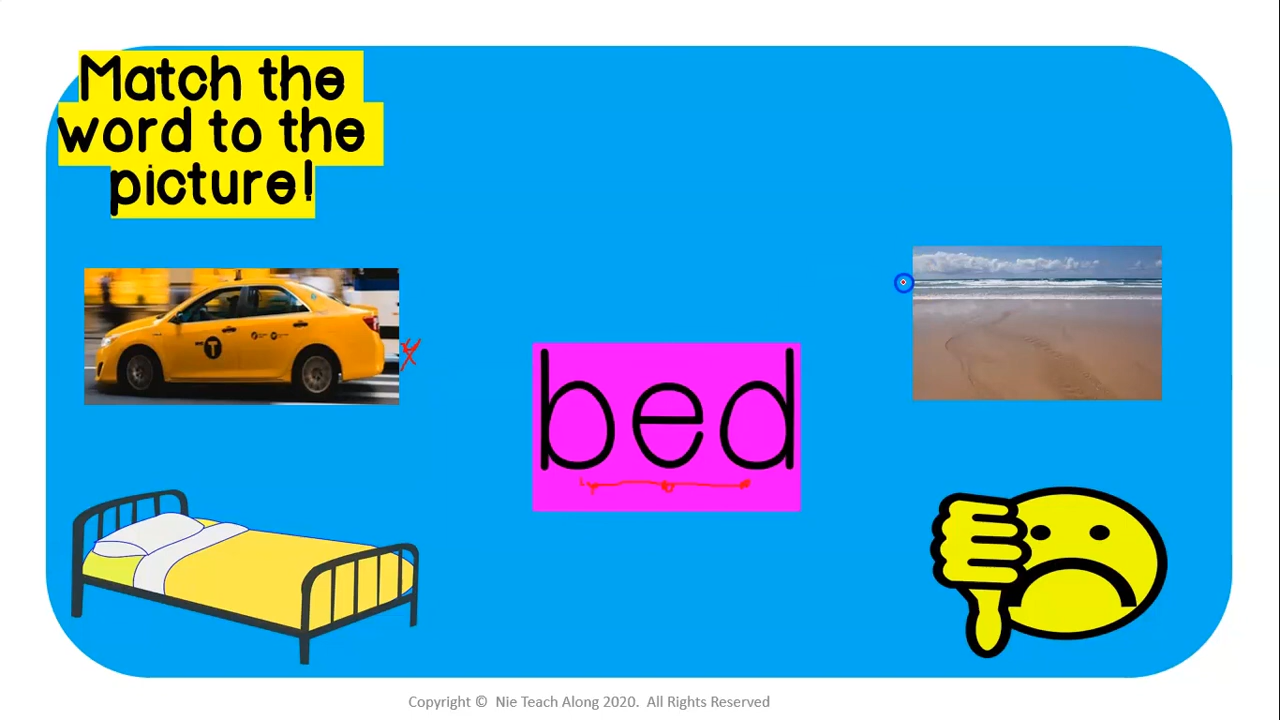 Match the
word to the
picture!
T
bed
Copyright © Nie Teach Along 2020. All Rights Reserved